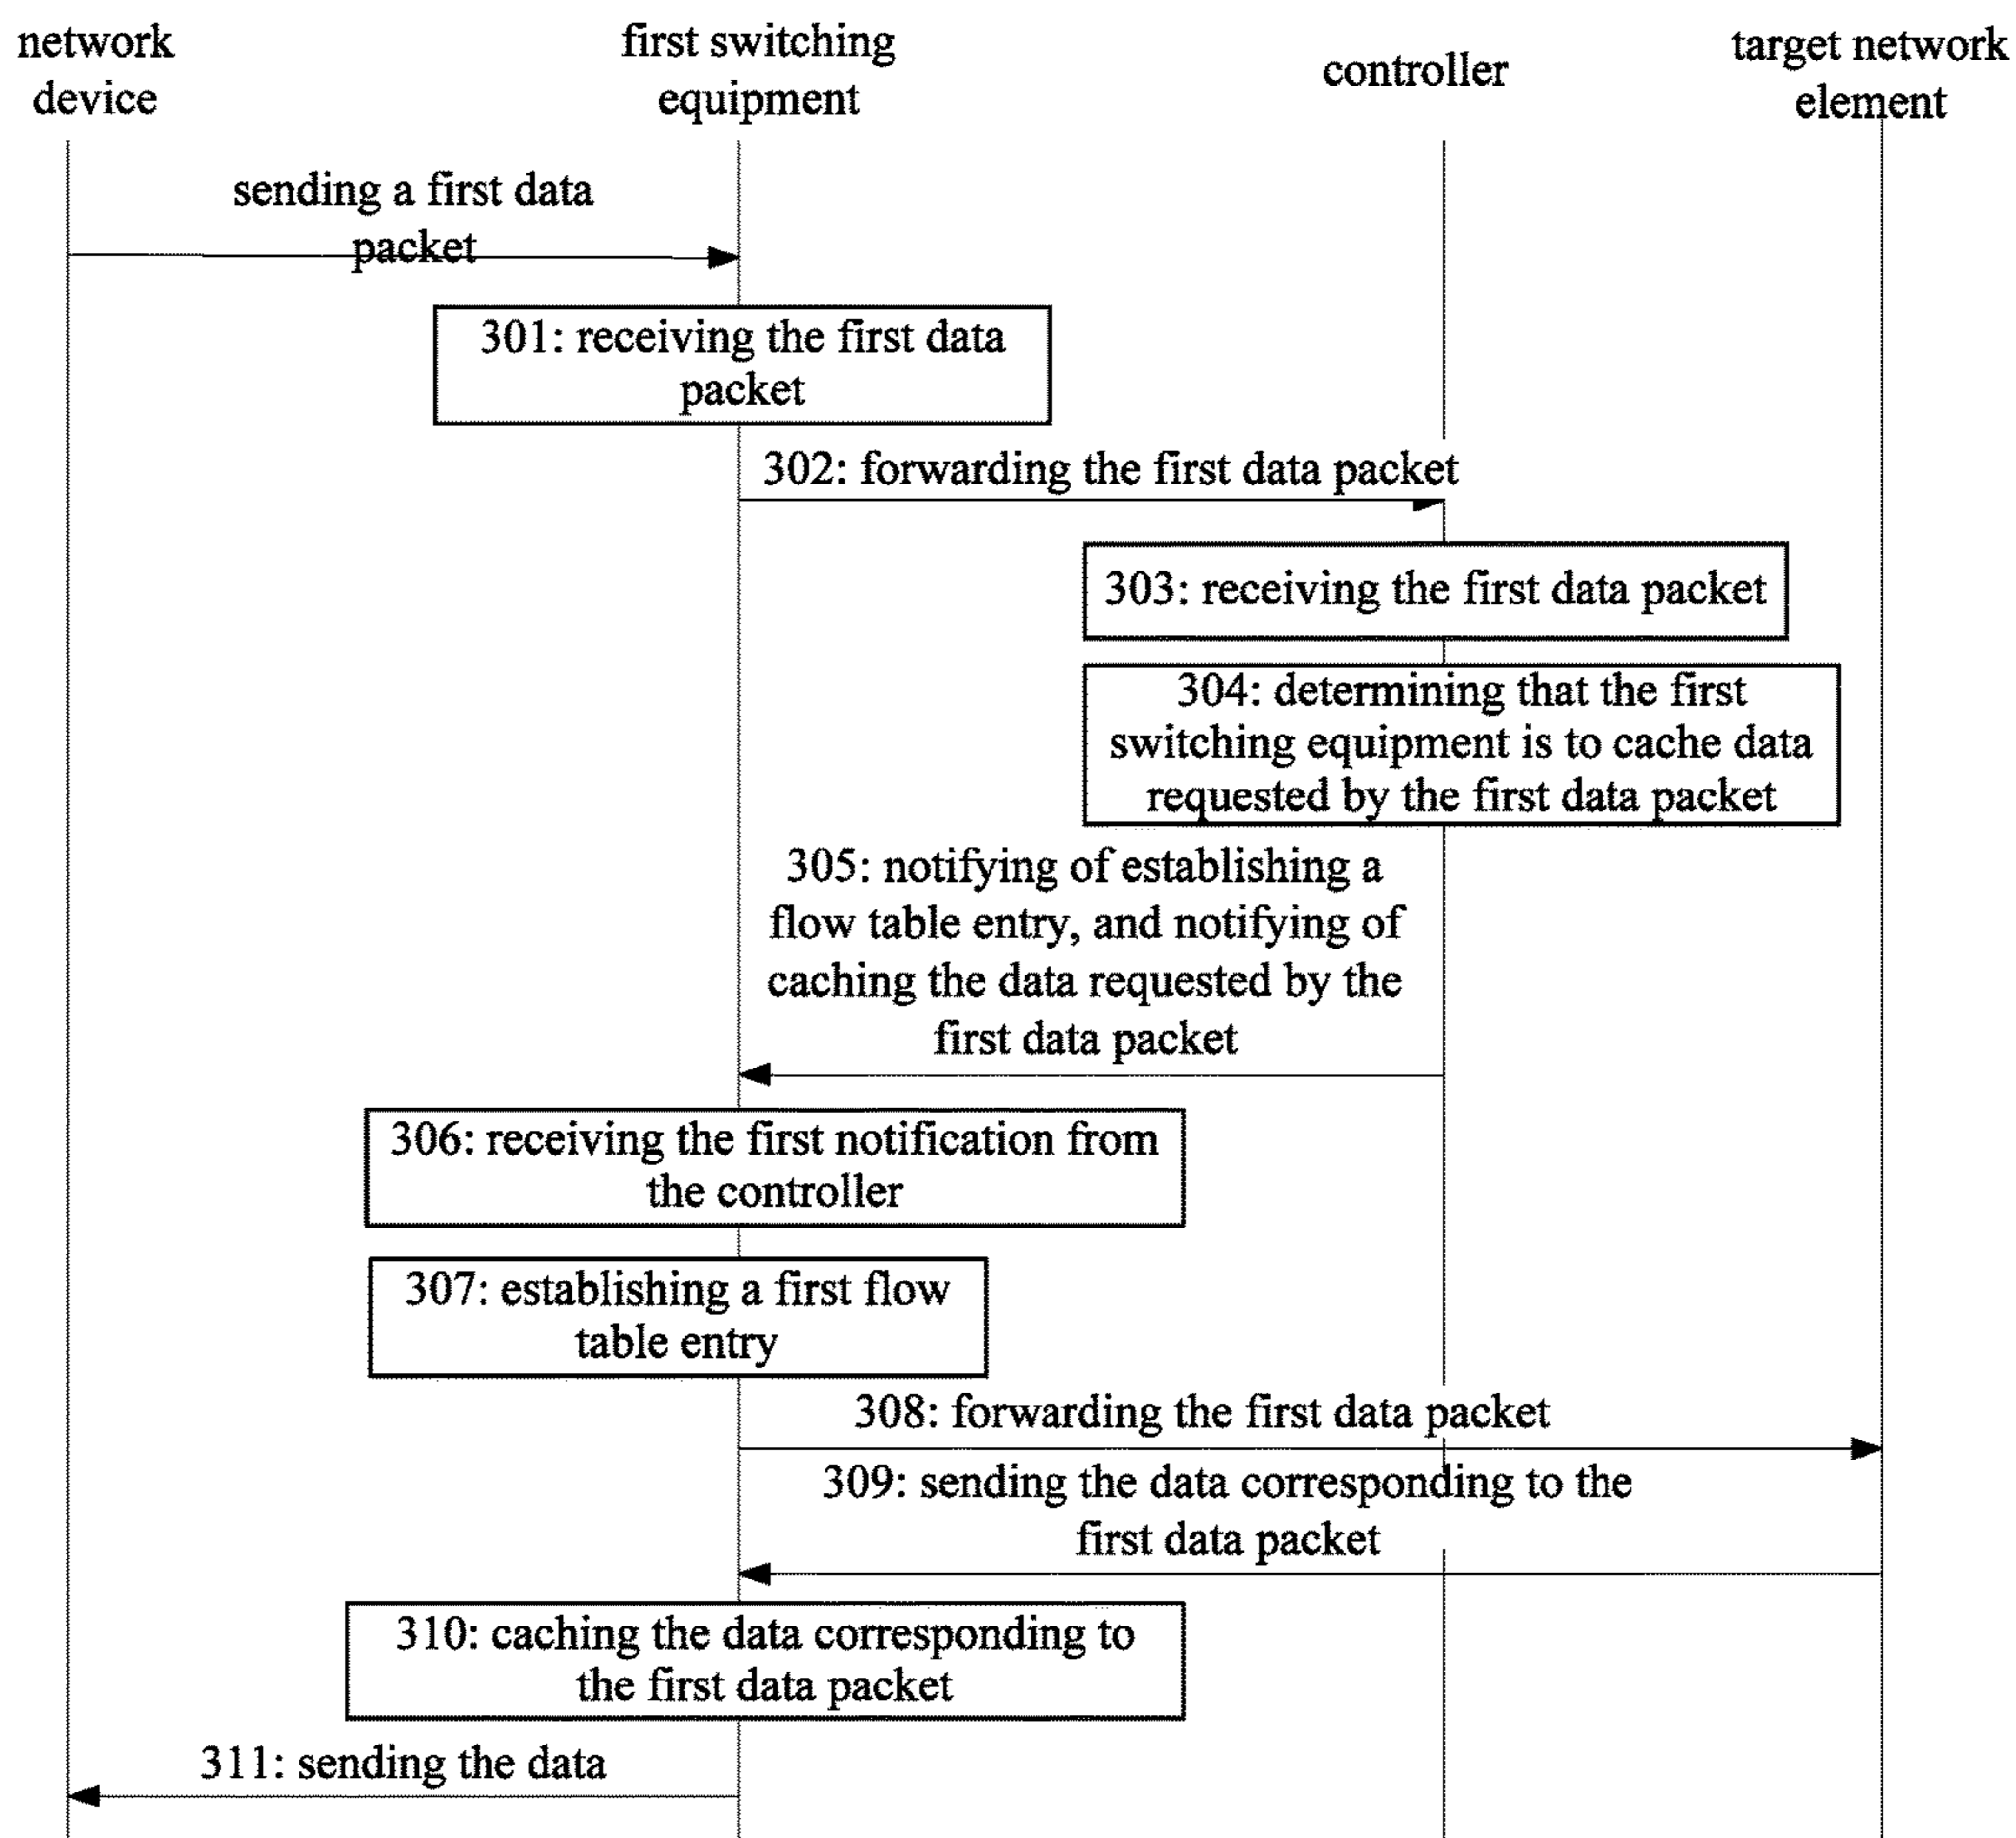 network
device
first switching
equipment
controller
target network
element
sending a first data
packet
301: receiving the first data
packet
302: forwarding the first data packet
303: receiving the first data packet
304: determining that the first
switching equipment is to cache data
requested by the first data packet
305: notifying of establishing a
flow table entry, and notifying of
caching the data requested by the
first data packet
306: receiving the first notification from
the controller
307: establishing a first flow
table entry
308: forwarding the first data packet
309: sending the data corresponding to the
first data packet
310: caching the data corresponding to
the first data packet
311: sending the data